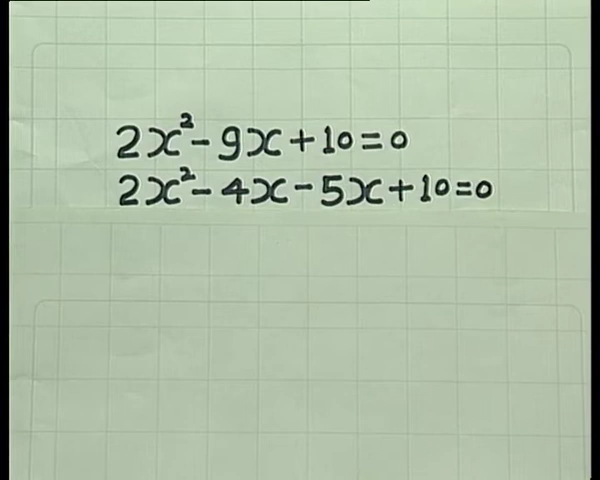 2x² - 9x + 10 = 0
2x² - 4x - 5x + 10 = 0